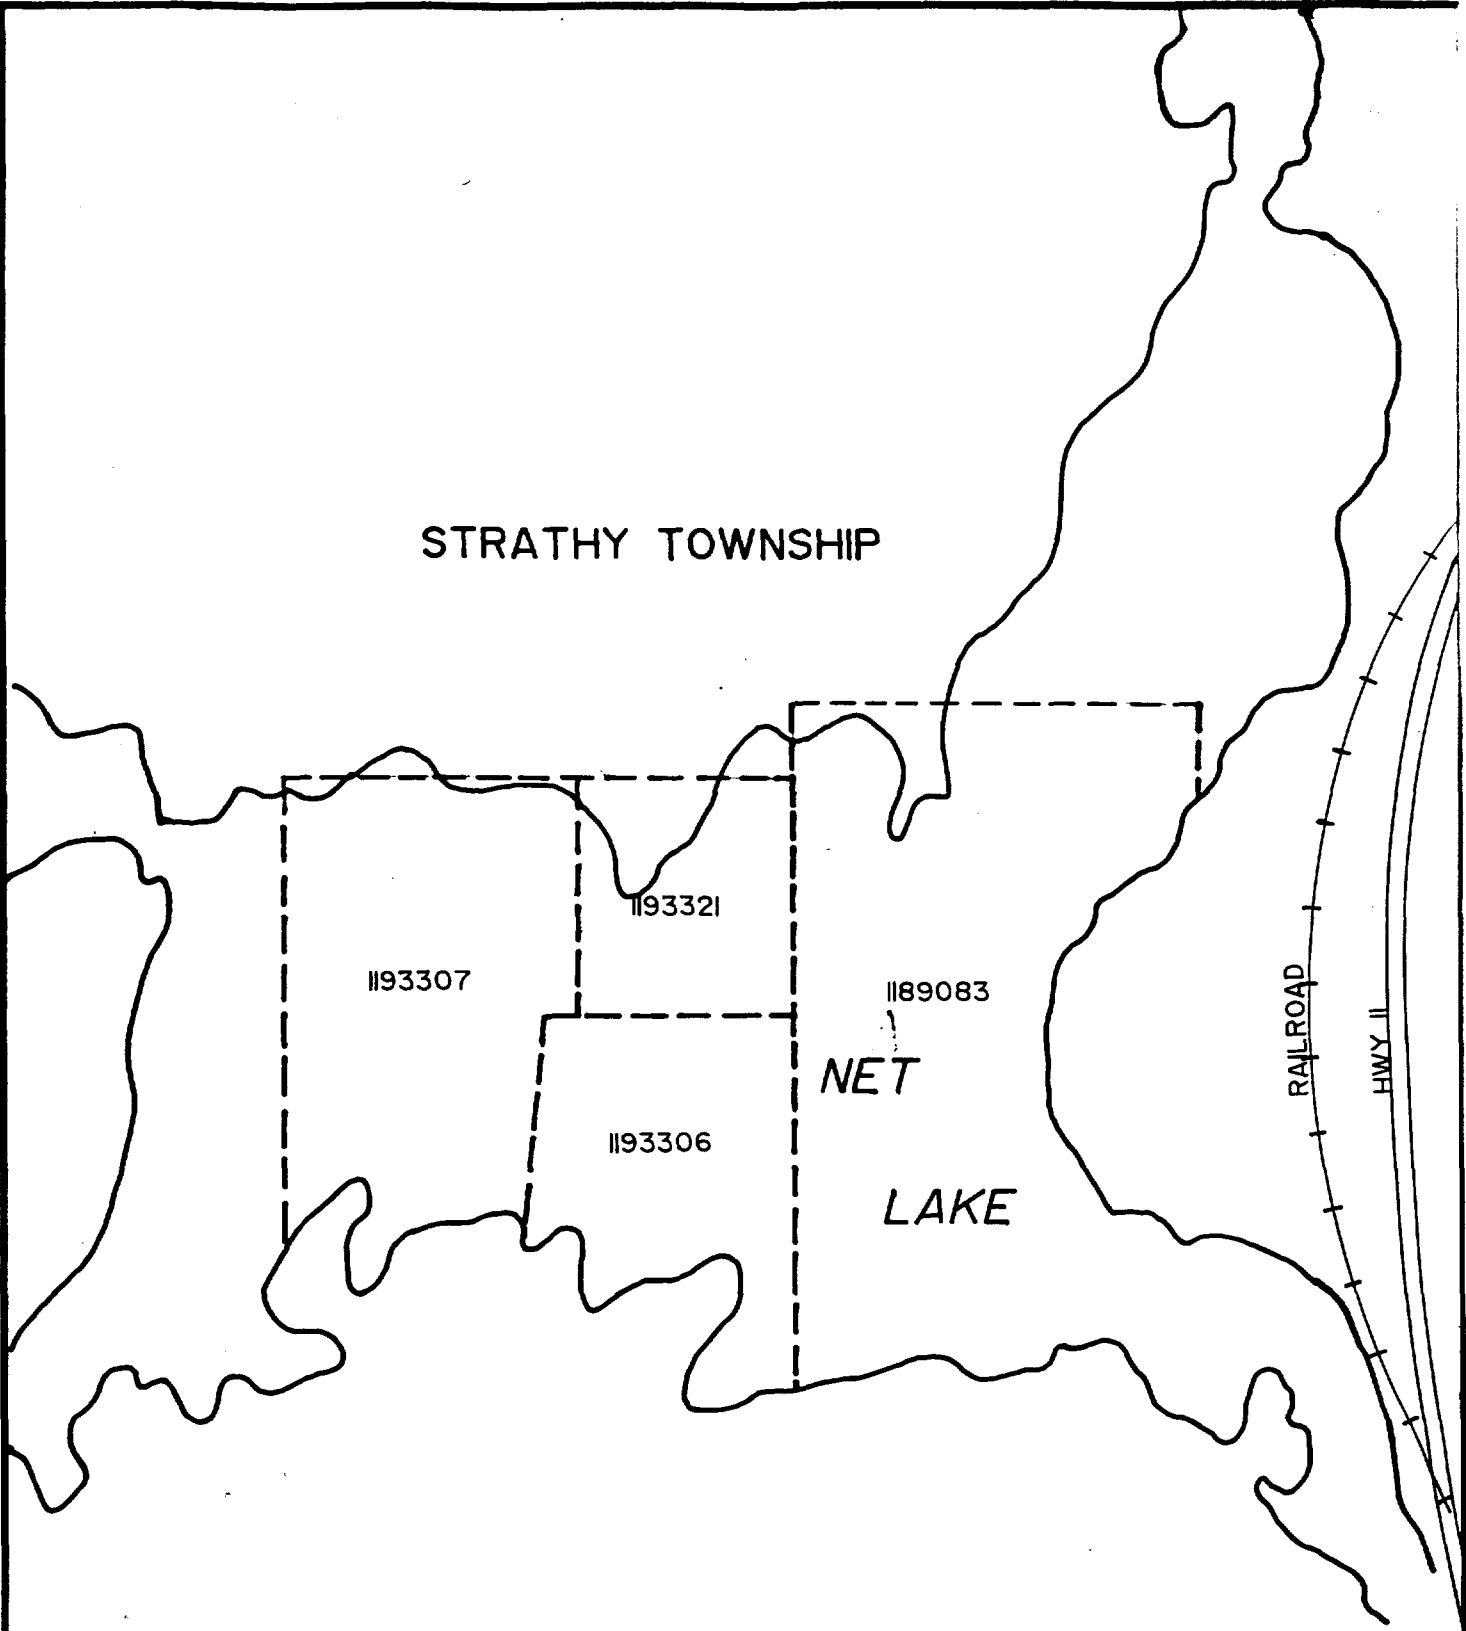 STRATHY TOWNSHIP
1193321
1193307
1189083
NET
LAKE
1193306
RAILROAD
HWY 11